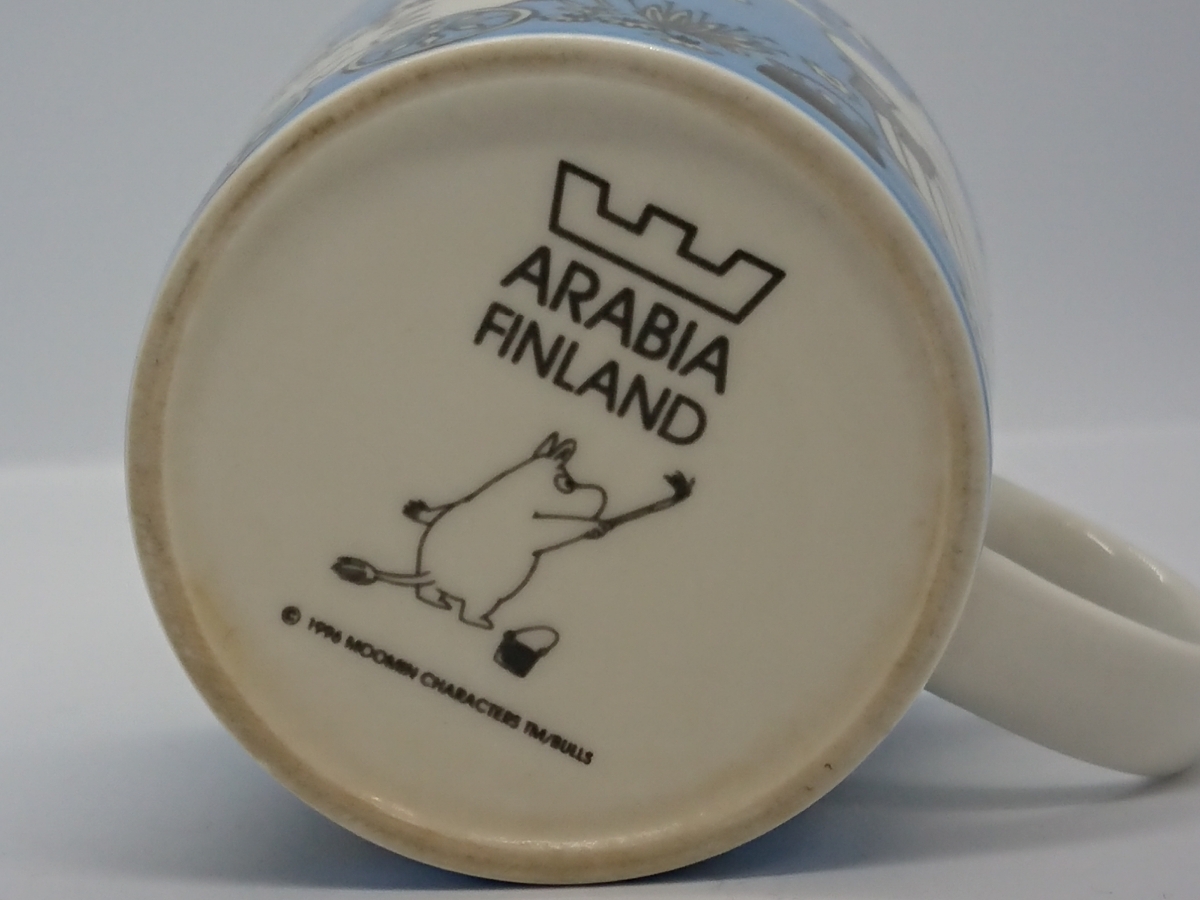 ARABIA
FINLAND
© 1996 MOOMIN CHARACTERS TM/BULLS